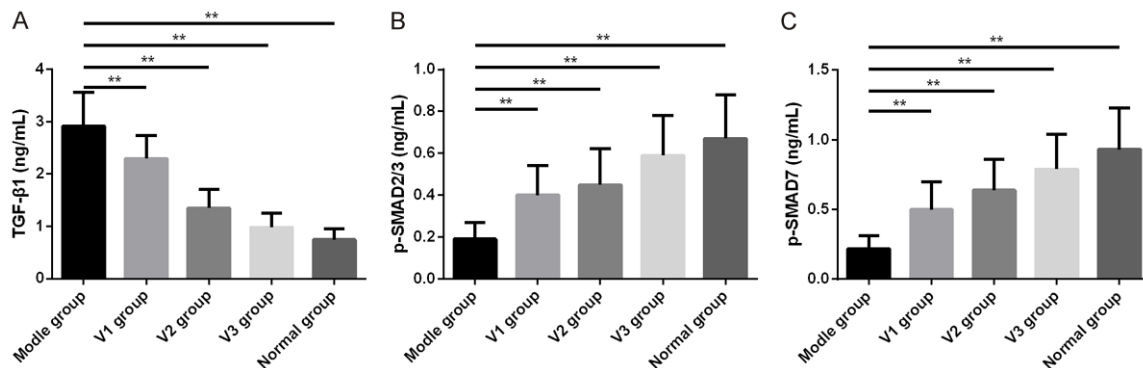 A
**
**
**
**
TGF-β1 (ng/mL)
4
3
2
1
0
Modle group
V1 group
V2 group
V3 group
Normal group
B
**
**
**
**
p-SMAD2/3 (ng/mL)
1.0
0.8
0.6
0.4
0.2
0.0
Modle group
V1 group
V2 group
V3 group
Normal group
C
**
**
**
**
p-SMAD7 (ng/mL)
1.5
1.0
0.5
0.0
Modle group
V1 group
V2 group
V3 group
Normal group